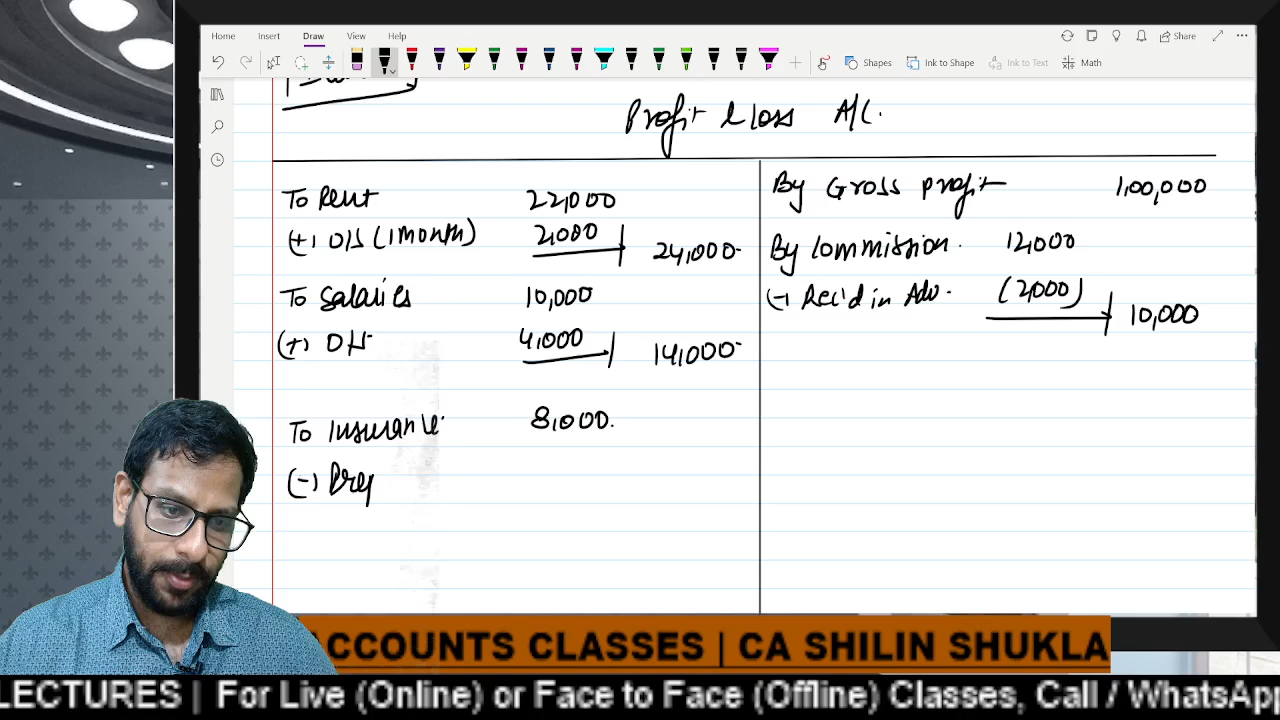 Home Insert Draw View Help
Share
Shapes Ink to Shape Ink to Text Math
Profit & loss A/C.
To Rent 22,000
(+) O/S (1 month) 2,000 24,000
To Salaries 10,000
(+) O/S 4,000 14,000
To Insurance 8,000.
(-) Prep
By Gross profit 1,00,000
By Commission. 12,000
(-) Rec'd in Adv. (2,000) 10,000
ACCOUNTS CLASSES | CA SHILIN SHUKLA
LECTURES | For Live (Online) or Face to Face (Offline) Classes, Call / WhatsApp